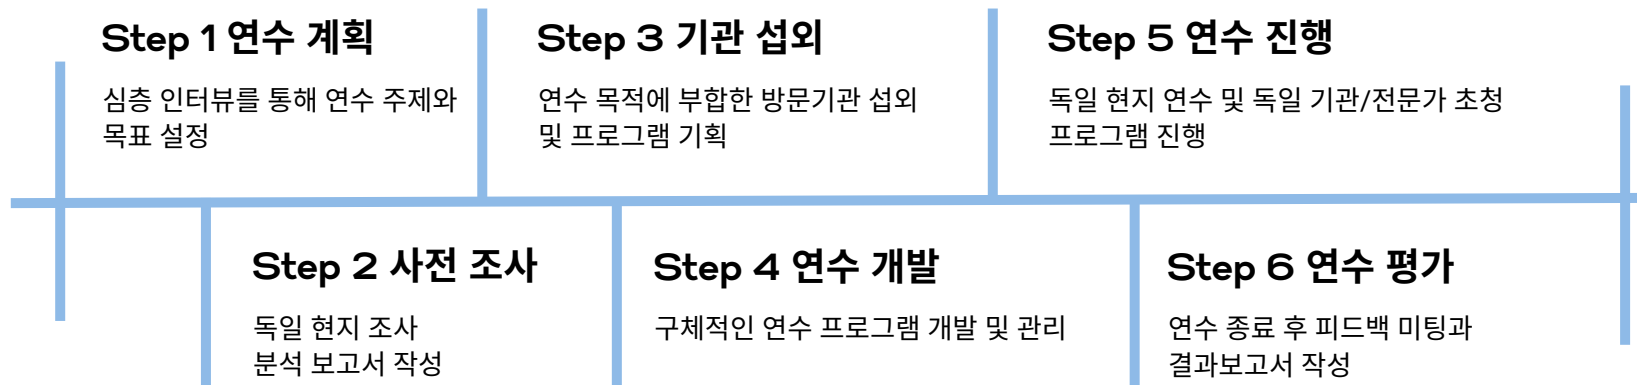 Step 1 연수 계획
심층 인터뷰를 통해 연수 주제와
목표 설정
Step 2 사전 조사
독일 현지 조사
분석 보고서 작성
Step 3 기관 섭외
연수 목적에 부합한 방문기관 섭외
및 프로그램 기획
Step 4 연수 개발
구체적인 연수 프로그램 개발 및 관리
Step 5 연수 진행
독일 현지 연수 및 독일 기관/전문가 초청
프로그램 진행
Step 6 연수 평가
연수 종료 후 피드백 미팅과
결과보고서 작성